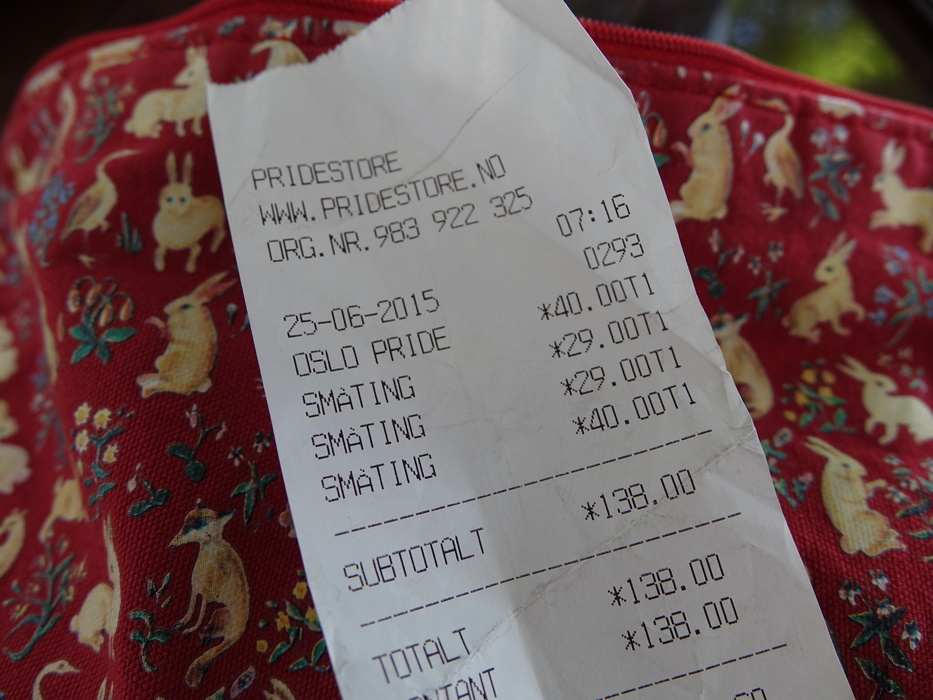 PRIDESTORE
WWW.PRIDESTORE.NO
ORG.NR.983 922 325
07:16
25-06-2015 0293
OSLO PRIDE *40.00T1
SMÅTING *29.00T1
SMÅTING *29.00T1
SMÅTING *40.00T1
SUBTOTALT *138.00
TOTALT *138.00
ONTANT *138.00